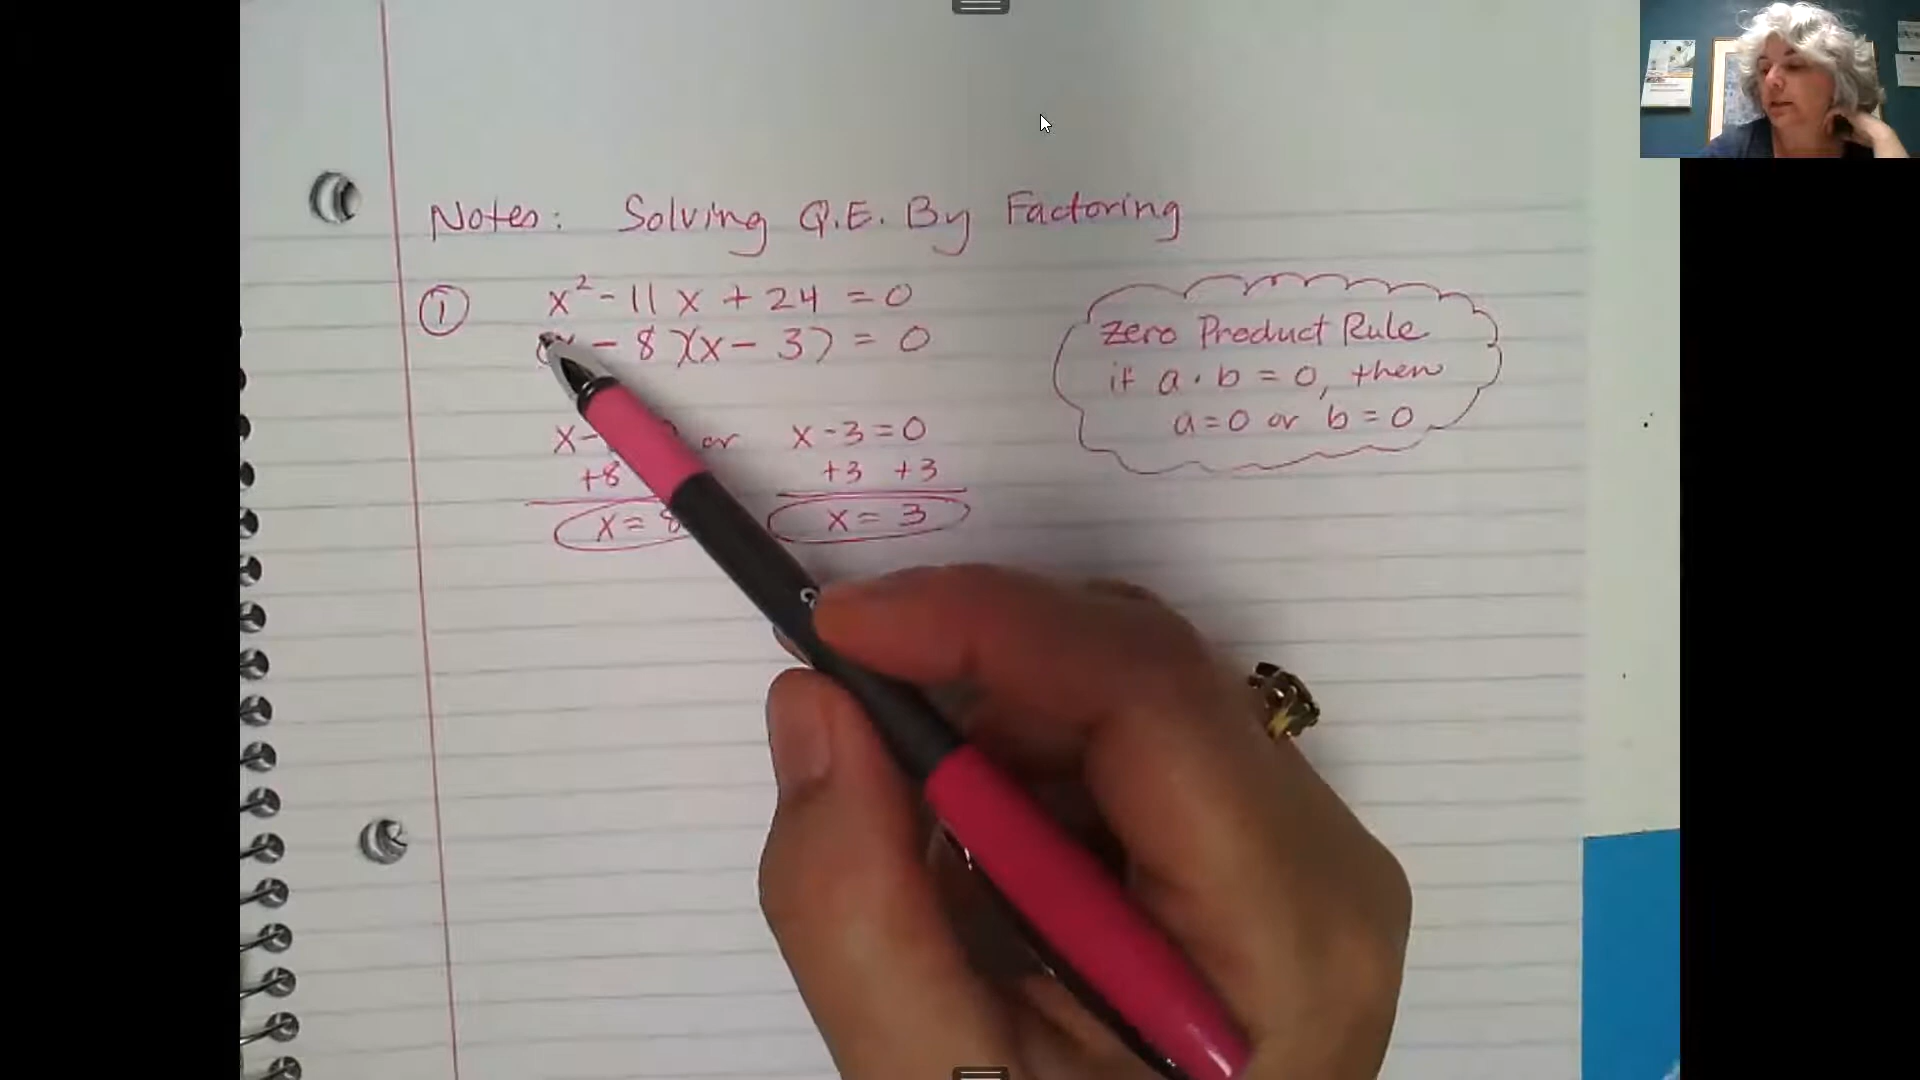 Notes: Solving Q.E. By Factoring
① x² - 11x + 24 = 0
(x - 8)(x - 3) = 0
x- or x - 3 = 0
+8 +3 +3
x = 8 x = 3
Zero Product Rule
if a · b = 0, then
a = 0 or b = 0